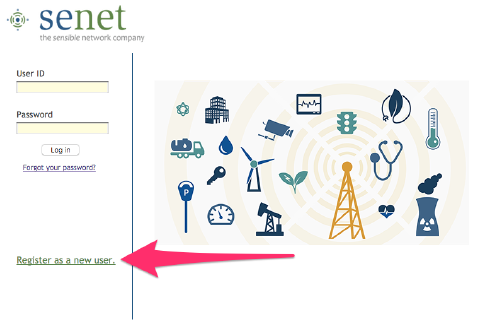 senet
the sensible network company
User ID
Password
Log in
Forgot your password?
P
Register as a new user.